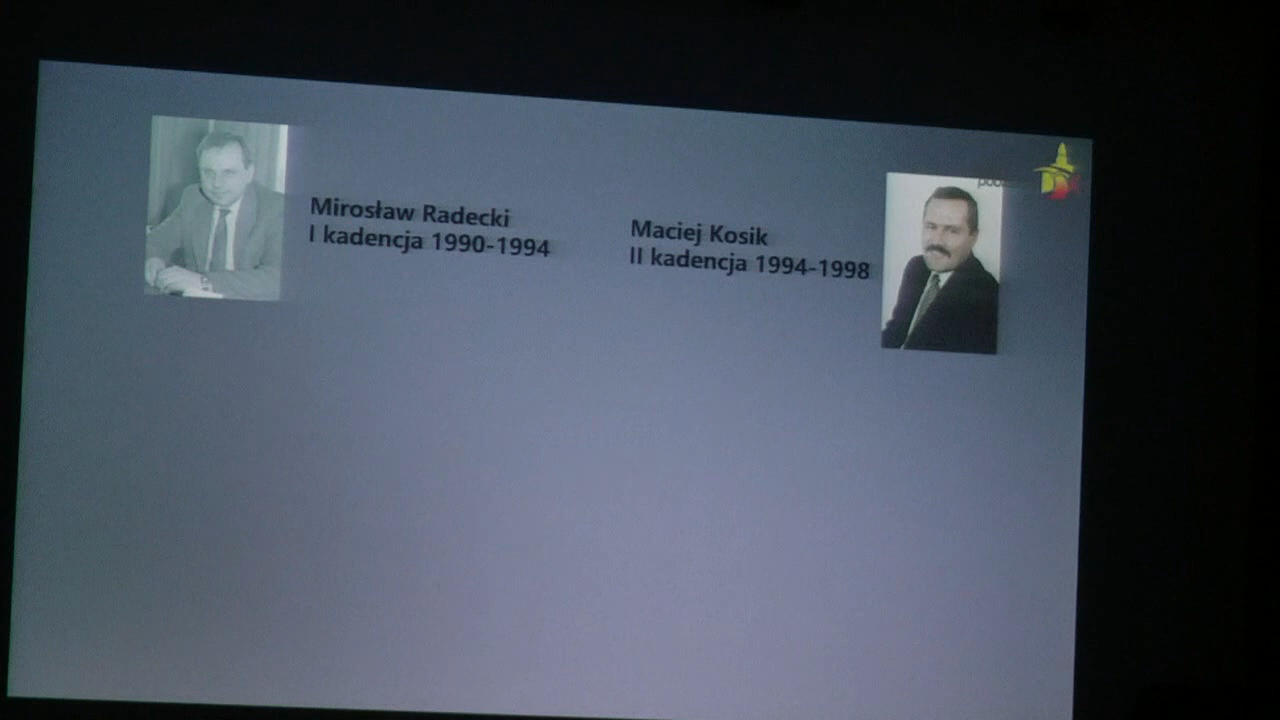 Mirosław Radecki
I kadencja 1990-1994
Maciej Kosik
II kadencja 1994-1998